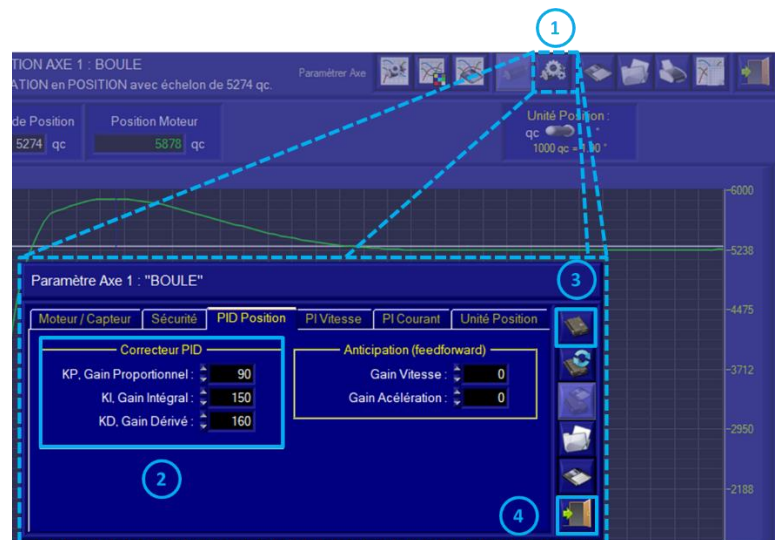 1
TION AXE 1 : BOULE
ATION en POSITION avec échelon de 5274 qc.
Paramétrer Axe
de Position
5274 qc
Position Moteur
5878 qc
Unité Position :
qc °
1000 qc = 1.90 °
6000
5238
4475
3712
2950
2188
Paramètre Axe 1 : "BOULE"
3
Moteur / Capteur Sécurité PID Position PI Vitesse PI Courant Unité Position
Correcteur PID
KP, Gain Proportionnel : 90
KI, Gain Intégral : 150
KD, Gain Dérivé : 160
Anticipation (feedforward)
Gain Vitesse : 0
Gain Acélération : 0
2
4